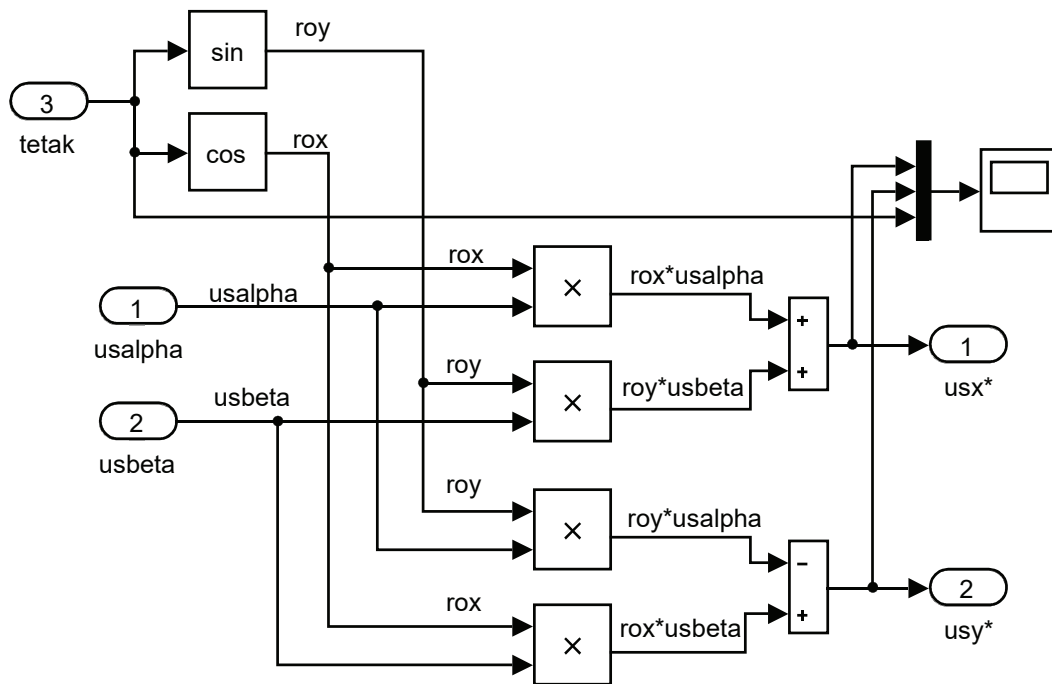 roy
sin
3
tetak
rox
cos
rox
rox*usalpha
×
usalpha
1
usalpha
+
+
1
usx*
roy
roy*usbeta
×
usbeta
2
usbeta
roy
roy*usalpha
×
−
+
2
usy*
rox
rox*usbeta
×